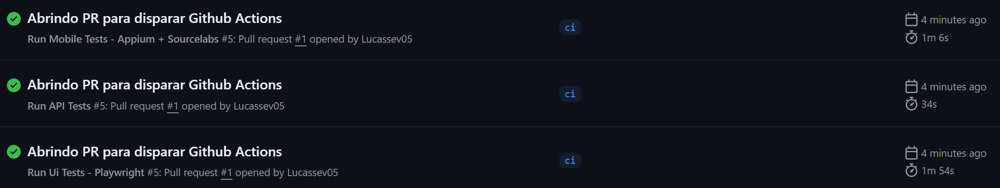 Abrindo PR para disparar Github Actions
Run Mobile Tests - Appium + Sourcelabs #5: Pull request #1 opened by Lucassev05
ci
4 minutes ago
1m 6s
Abrindo PR para disparar Github Actions
Run API Tests #5: Pull request #1 opened by Lucassev05
ci
4 minutes ago
34s
Abrindo PR para disparar Github Actions
Run Ui Tests - Playwright #5: Pull request #1 opened by Lucassev05
ci
4 minutes ago
1m 54s